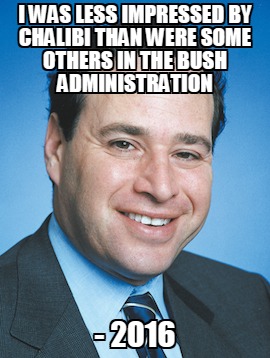 I WAS LESS IMPRESSED BY
CHALIBI THAN WERE SOME
OTHERS IN THE BUSH
ADMINISTRATION
- 2016